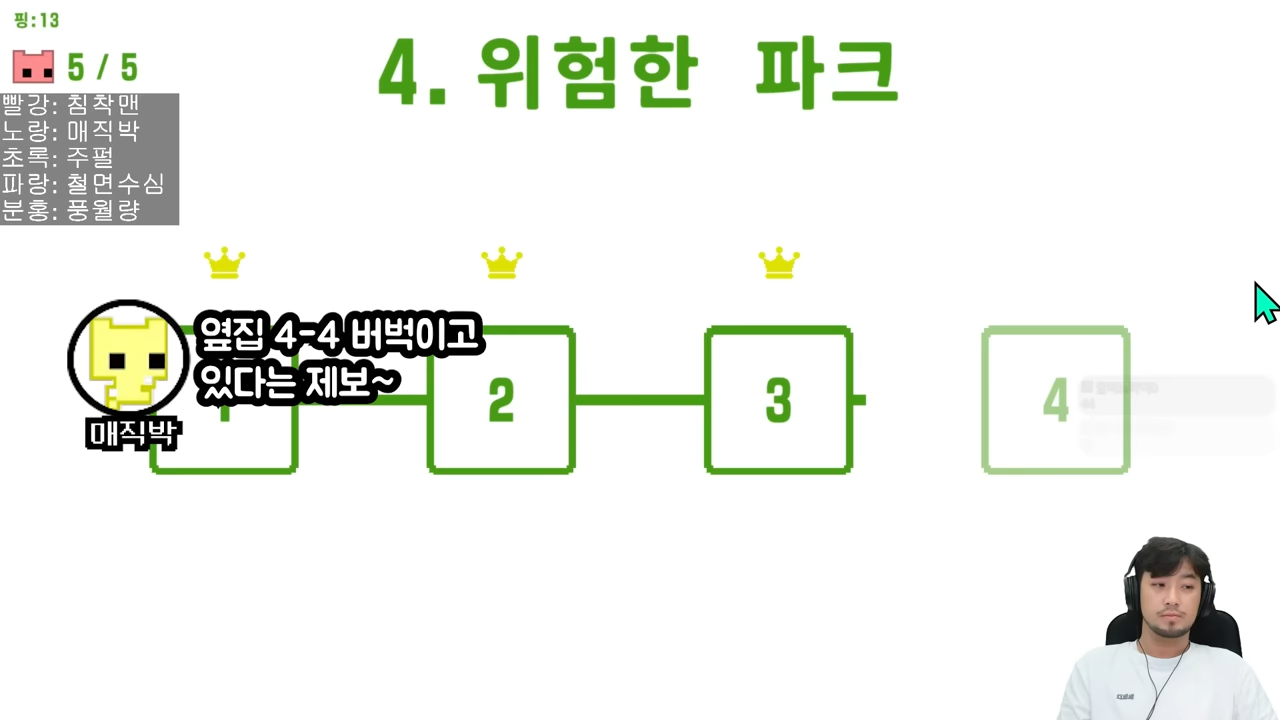 핑:13
5 / 5
4. 위험한 파크
빨강: 침착맨
노랑: 매직박
초록: 주펄
파랑: 철면수심
분홍: 풍월량
옆집 4-4 버벅이고
있다는 제보~
매직박
2
3
4